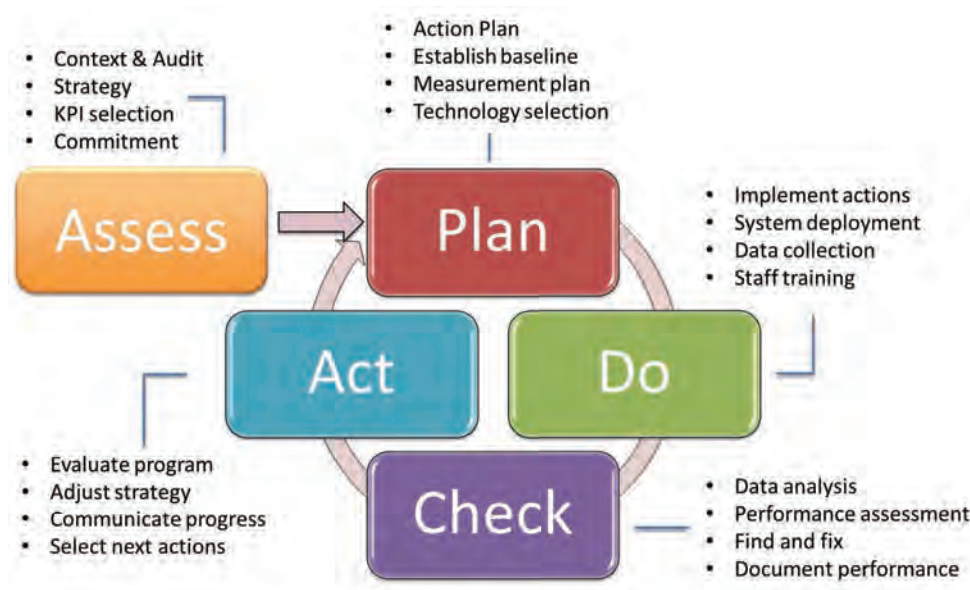 • Context & Audit
• Strategy
• KPI selection
• Commitment
Assess
• Action Plan
• Establish baseline
• Measurement plan
• Technology selection
Plan
• Implement actions
• System deployment
• Data collection
• Staff training
Do
• Data analysis
• Performance assessment
• Find and fix
• Document performance
Check
• Evaluate program
• Adjust strategy
• Communicate progress
• Select next actions
Act